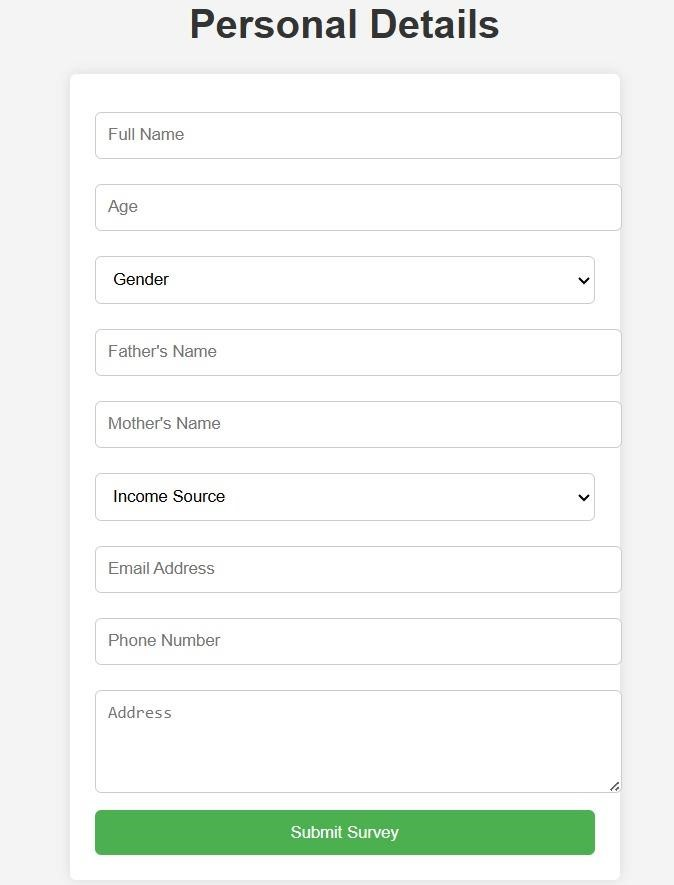 Personal Details
Full Name
Age
Gender
Father's Name
Mother's Name
Income Source
Email Address
Phone Number
Address
Submit Survey